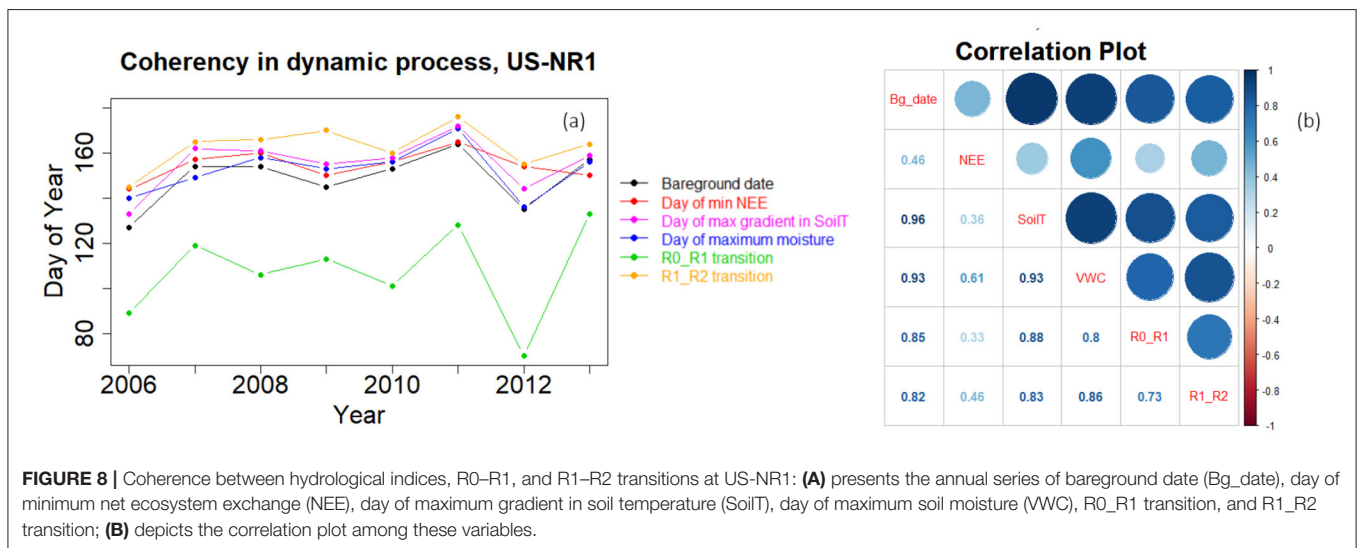 Coherency in dynamic process, US-NR1
(a)
Day of Year
160
120
80
2006
2008
2010
2012
Year
Bareground date
Day of min NEE
Day of max gradient in SoilT
Day of maximum moisture
R0_R1 transition
R1_R2 transition
Correlation Plot
(b)
Bg_date
0.46 NEE
0.96 0.36 SoilT
0.93 0.61 0.93 VWC
0.85 0.33 0.88 0.8 R0_R1
0.82 0.46 0.83 0.86 0.73 R1_R2
1
0.8
0.6
0.4
0.2
0
-0.2
-0.4
-0.6
-0.8
-1
FIGURE 8 | Coherence between hydrological indices, R0–R1, and R1–R2 transitions at US-NR1: (A) presents the annual series of bareground date (Bg_date), day of
minimum net ecosystem exchange (NEE), day of maximum gradient in soil temperature (SoilT), day of maximum soil moisture (VWC), R0_R1 transition, and R1_R2
transition; (B) depicts the correlation plot among these variables.